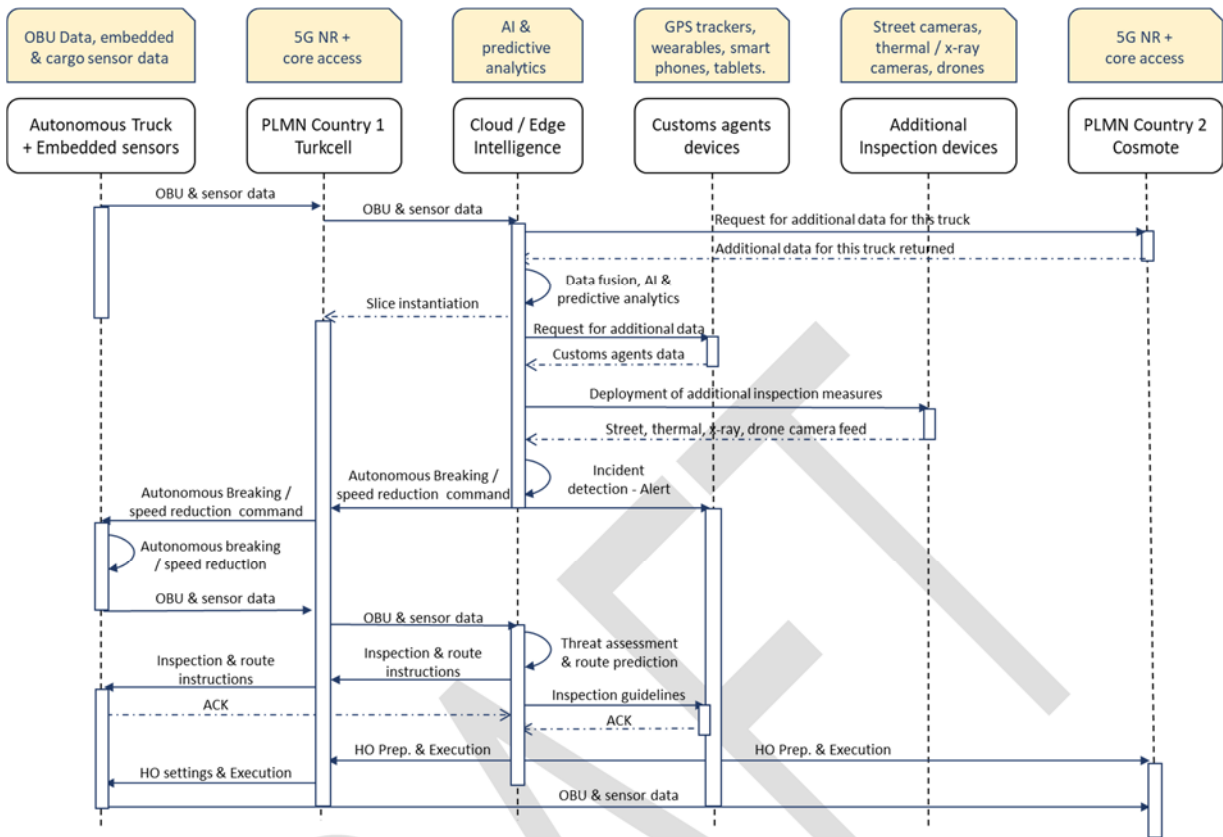 OBU Data, embedded
& cargo sensor data
5G NR +
core access
AI &
predictive
analytics
GPS trackers,
wearables, smart
phones, tablets.
Street cameras,
thermal / x-ray
cameras, drones
5G NR +
core access
Autonomous Truck
+ Embedded sensors
PLMN Country 1
Turkcell
Cloud / Edge
Intelligence
Customs agents
devices
Additional
Inspection devices
PLMN Country 2
Cosmote
OBU & sensor data
OBU & sensor data
Request for additional data for this truck
Additional data for this truck returned
Data fusion, AI &
predictive analytics
Slice instantiation
Request for additional data
Customs agents data
Deployment of additional inspection measures
Street, thermal, x-ray, drone camera feed
Incident
detection - Alert
Autonomous Breaking /
speed reduction command
Autonomous Breaking /
speed reduction command
Autonomous breaking
/ speed reduction
OBU & sensor data
OBU & sensor data
Threat assessment
& route prediction
Inspection & route
instructions
Inspection & route
instructions
Inspection guidelines
ACK
ACK
HO Prep. & Execution
HO Prep. & Execution
HO settings & Execution
OBU & sensor data